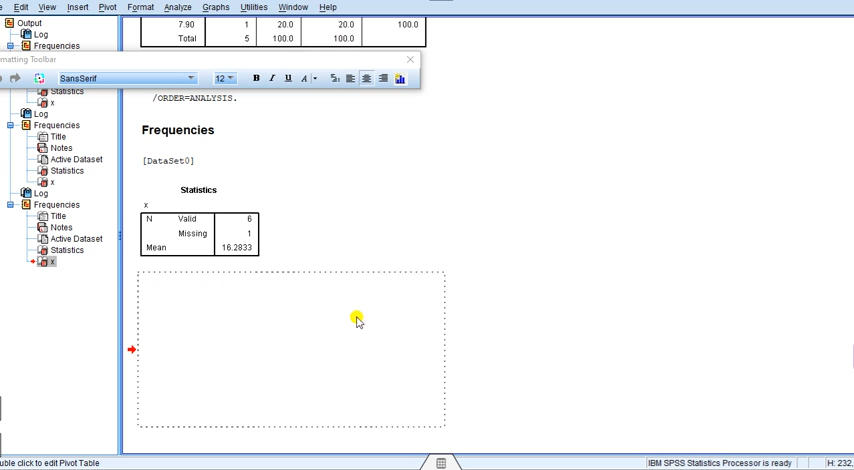 Edit View Insert Pivot Format Analyze Graphs Utilities Window Help
Output
Log
Frequencies
matting Toolbar
SansSerif 12 B I U A
Statistics
x
Log
Frequencies
Title
Notes
Active Dataset
Statistics
x
Log
Frequencies
Title
Notes
Active Dataset
Statistics
x
7.90 1 20.0 20.0 100.0
Total 5 100.0 100.0
/ORDER=ANALYSIS.
Frequencies
[DataSet0]
Statistics
x
N Valid 6
Missing 1
Mean 16.2833
uble click to edit Pivot Table
IBM SPSS Statistics Processor is ready
H: 232,